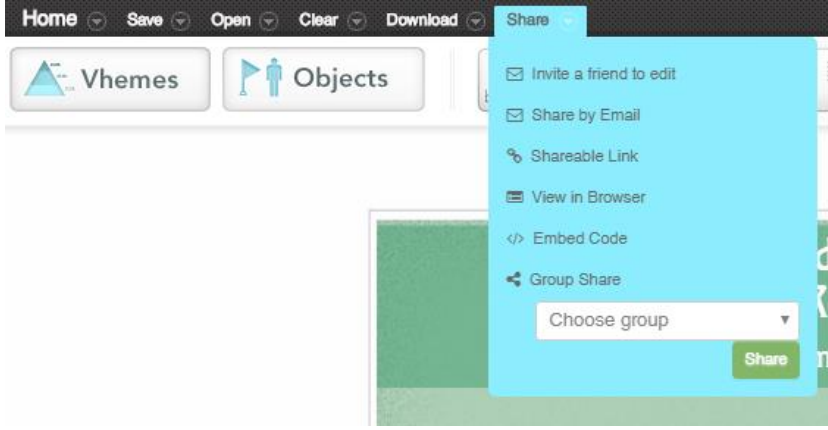 Home Save Open Clear Download Share
Vhemes Objects
Invite a friend to edit
Share by Email
Shareable Link
View in Browser
Embed Code
Group Share
Choose group
Share